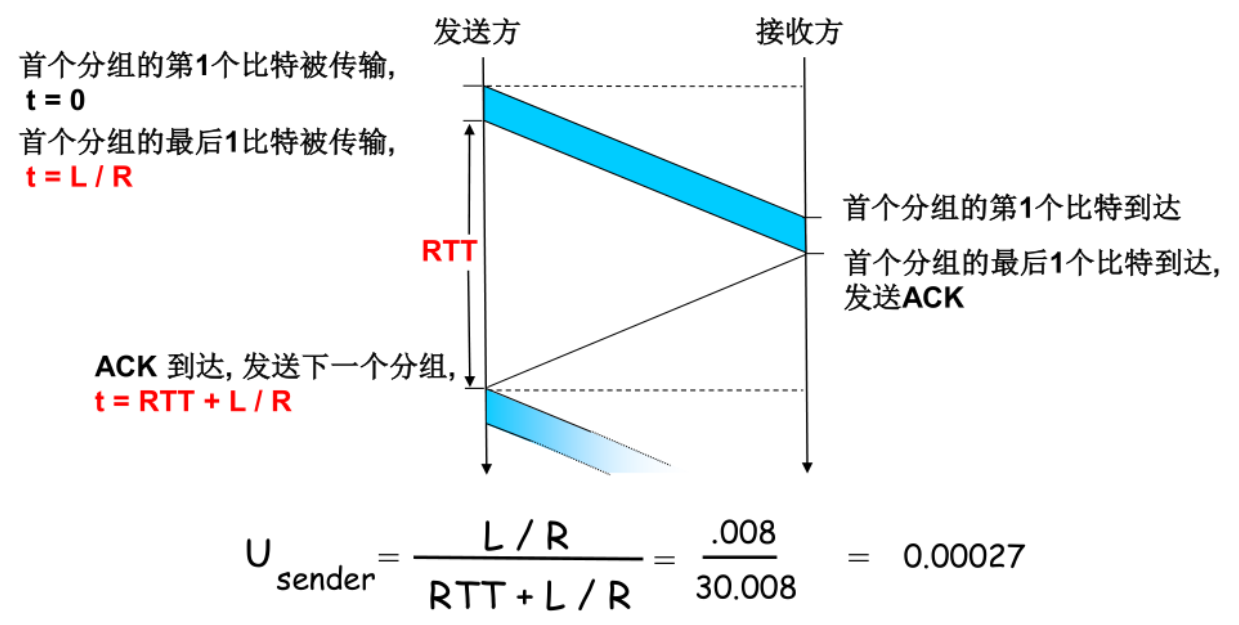 发送方
接收方
首个分组的第1个比特被传输,
t = 0
首个分组的最后1比特被传输,
t = L / R
首个分组的第1个比特到达
RTT
首个分组的最后1个比特到达,
发送ACK
ACK 到达, 发送下一个分组,
t = RTT + L / R
U sender = L / R / RTT + L / R = .008 / 30.008 = 0.00027